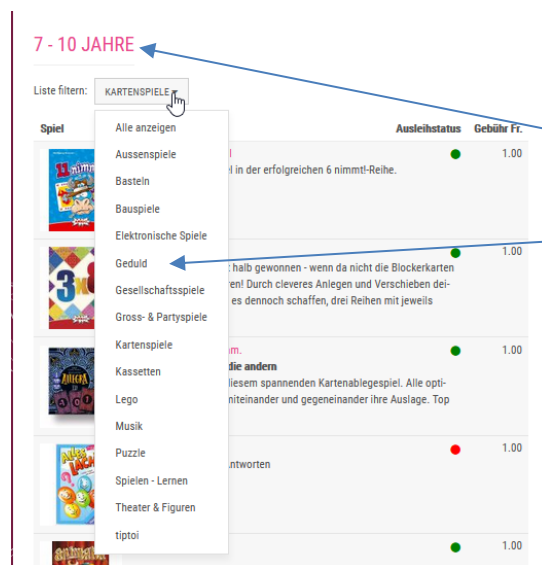 7 - 10 JAHRE
Liste filtern: KARTENSPIELE
Spiel Ausleihstatus Gebühr Fr.
Alle anzeigen
Aussenspiele
Basteln
Bauspiele
Elektronische Spiele
Geduld
Gesellschaftsspiele
Gross- & Partyspiele
Kartenspiele
Kassetten
Lego
Musik
Puzzle
Spielen - Lernen
Theater & Figuren
tiptoi
1.00
in der erfolgreichen 6 nimmt!-Reihe.
1.00
halb gewonnen - wenn da nicht die Blockerkarten
Durch cleveres Anlegen und Verschieben dei-
es dennoch schaffen, drei Reihen mit jeweils
1.00
die andern
diesem spannenden Kartenablegespiel. Alle opti-
miteinander und gegeneinander ihre Auslage. Top
1.00
1.00